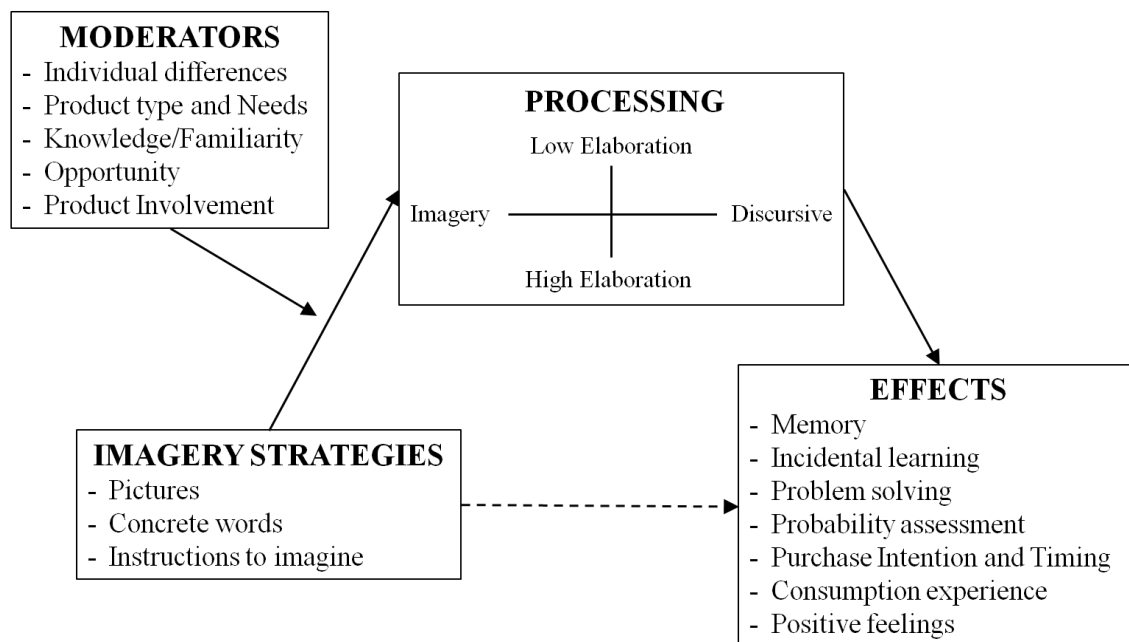 MODERATORS
- Individual differences
- Product type and Needs
- Knowledge/Familiarity
- Opportunity
- Product Involvement
PROCESSING
Low Elaboration
Imagery
Discursive
High Elaboration
IMAGERY STRATEGIES
- Pictures
- Concrete words
- Instructions to imagine
EFFECTS
- Memory
- Incidental learning
- Problem solving
- Probability assessment
- Purchase Intention and Timing
- Consumption experience
- Positive feelings